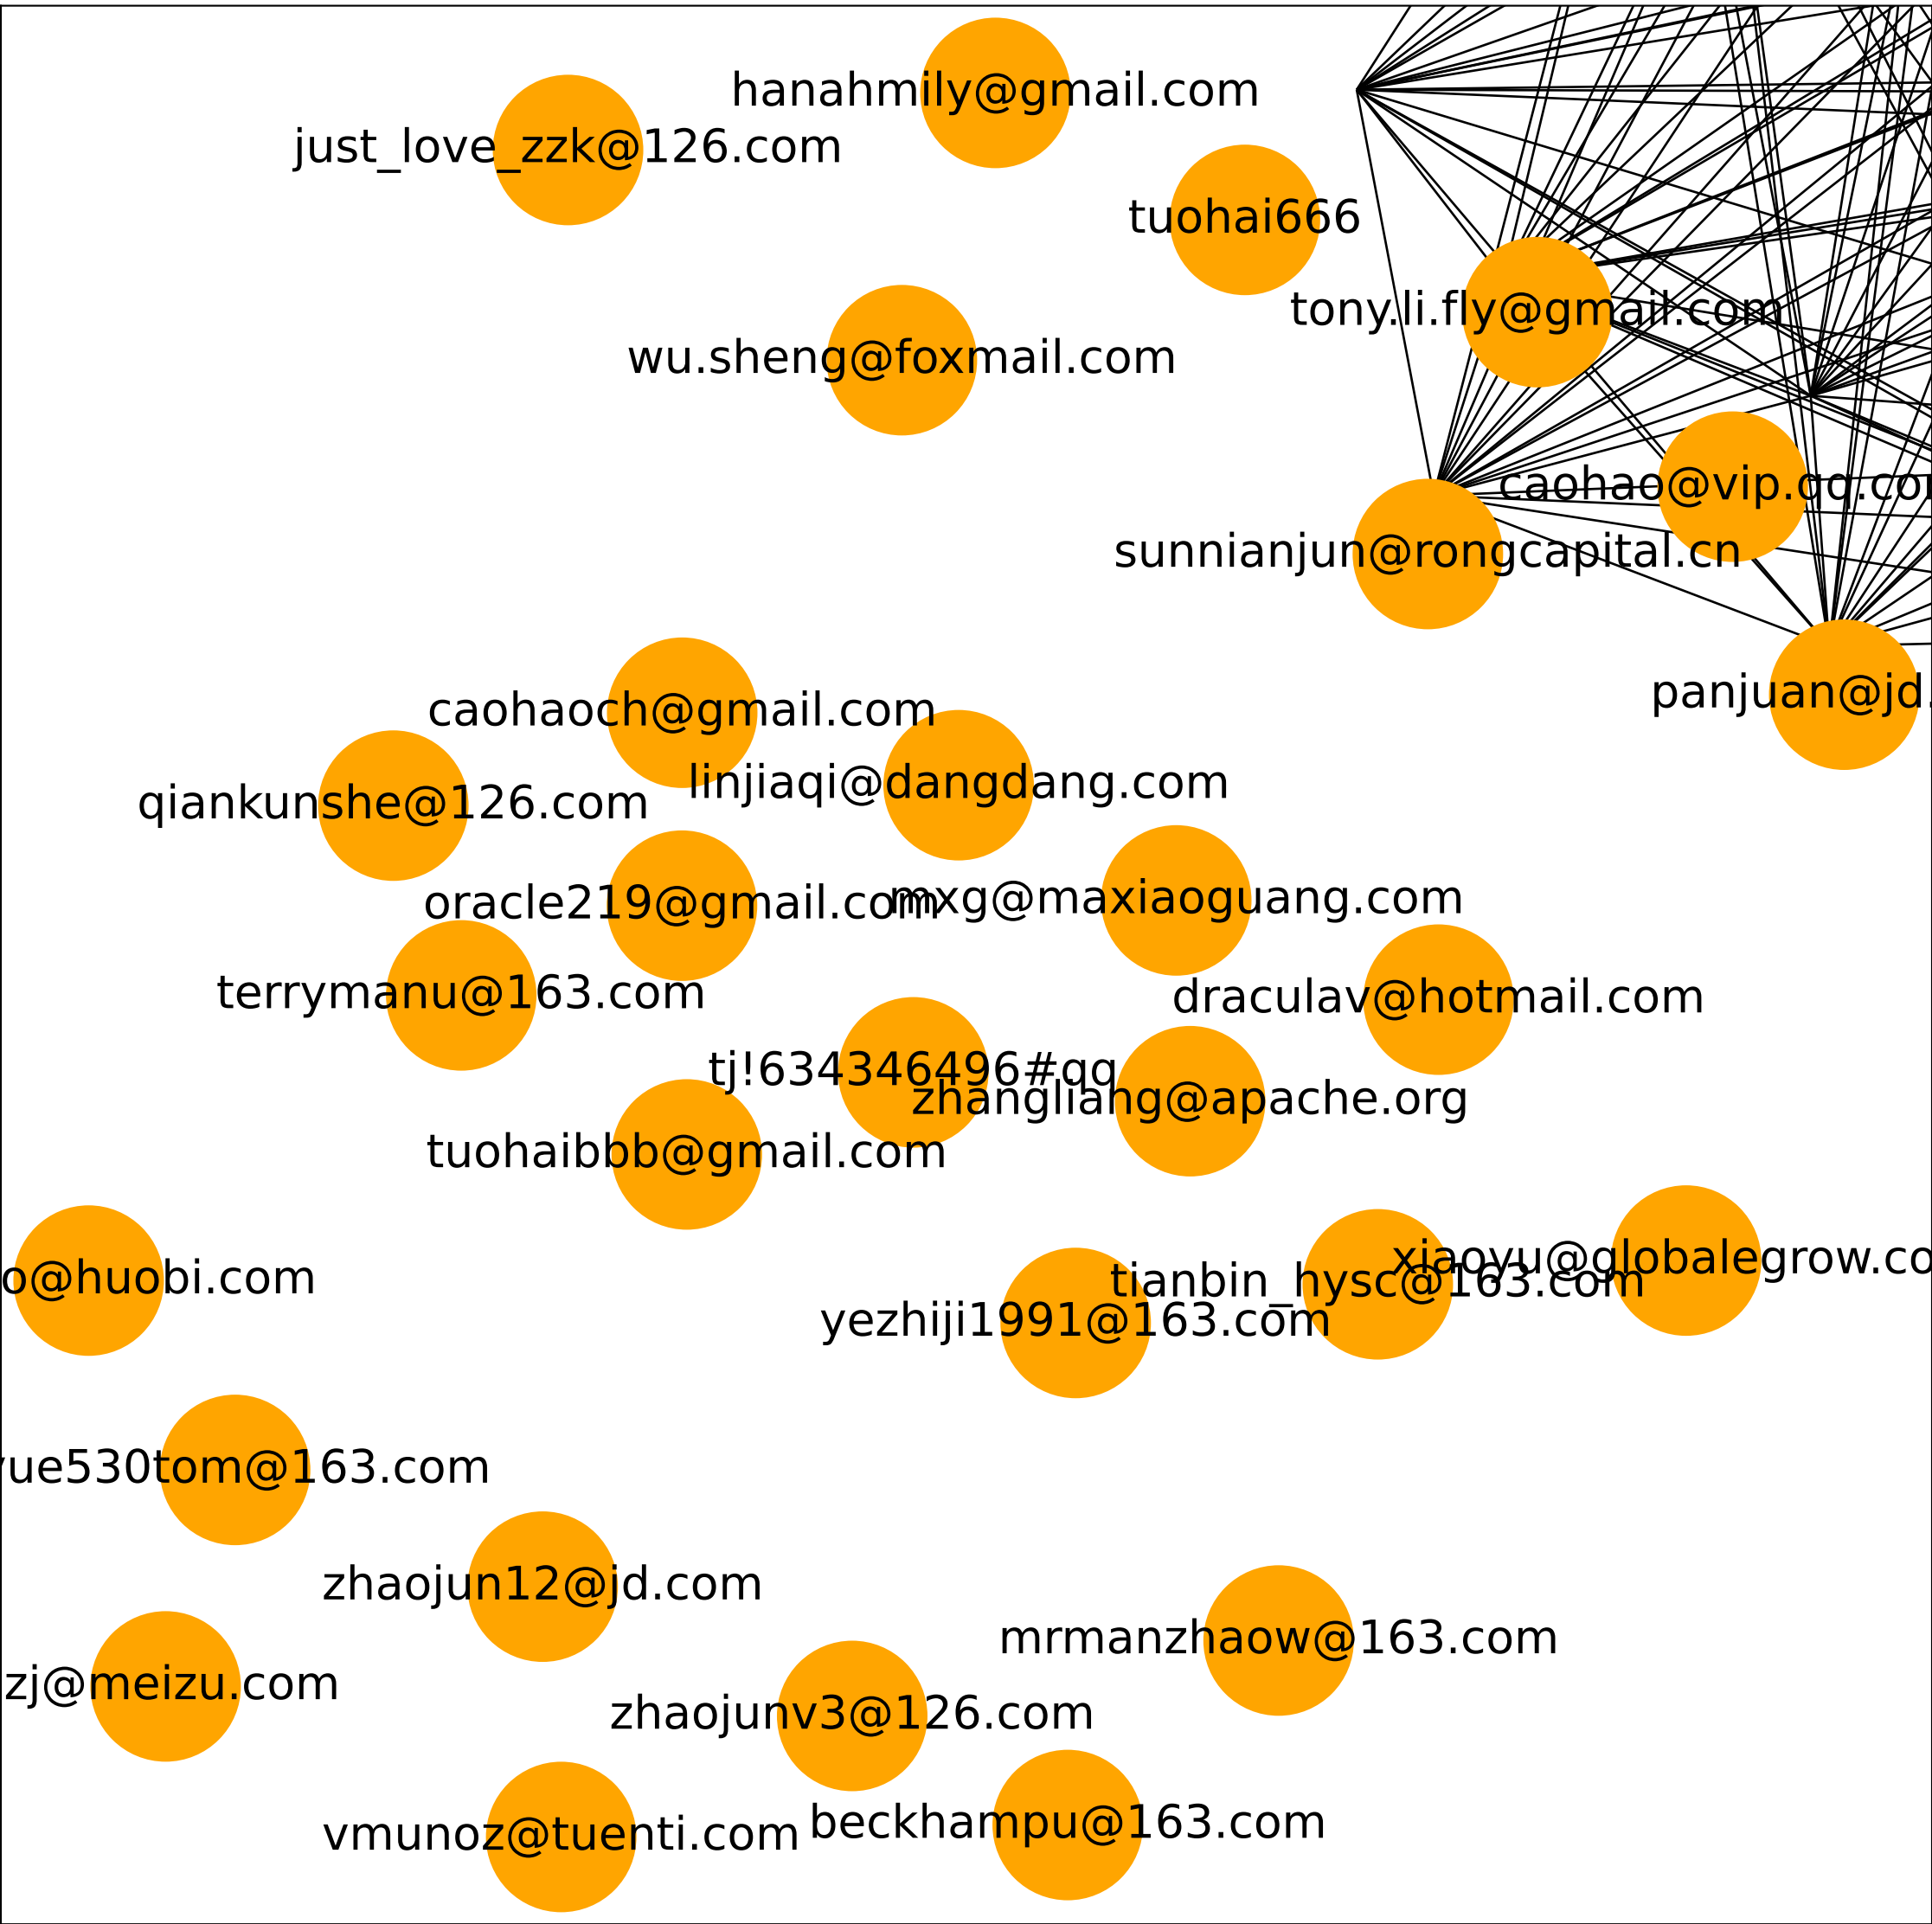 hanahmily@gmail.com
just_love_zzk@126.com
tuohai666
tony.li.fly@gmail.com
wu.sheng@foxmail.com
caohao@vip.qq.co
sunnianjun@rongcapital.cn
panjuan@jd.
caohaoch@gmail.com
linjiaqi@dangdang.com
qiankunshe@126.com
oracle219@gmail.com
mxg@maxiaoguang.com
terrymanu@163.com
draculav@hotmail.com
tj!634346496#qq
zhangliang@apache.org
tuohaibbb@gmail.com
xiaoyu@globalegrow.co
o@huobi.com
tianbin_hysc@163.com
yezhiji1991@163.com
ue530tom@163.com
zhaojun12@jd.com
mrmanzhaow@163.com
zj@meizu.com
zhaojunv3@126.com
beckhampu@163.com
vmunoz@tuenti.com